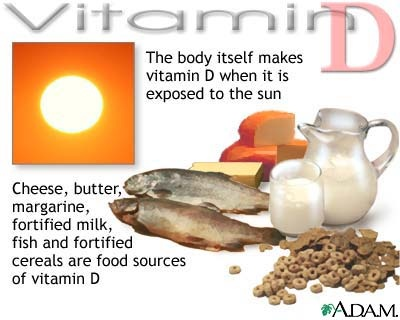 Vitamin D
The body itself makes
vitamin D when it is
exposed to the sun
Cheese, butter,
margarine,
fortified milk,
fish and fortified
cereals are food sources
of vitamin D
ADAM.